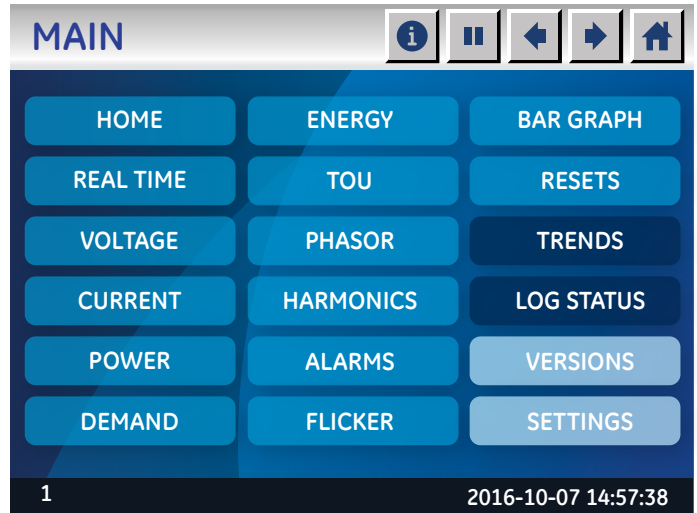 MAIN
HOME ENERGY BAR GRAPH
REAL TIME TOU RESETS
VOLTAGE PHASOR TRENDS
CURRENT HARMONICS LOG STATUS
POWER ALARMS VERSIONS
DEMAND FLICKER SETTINGS
1 2016-10-07 14:57:38